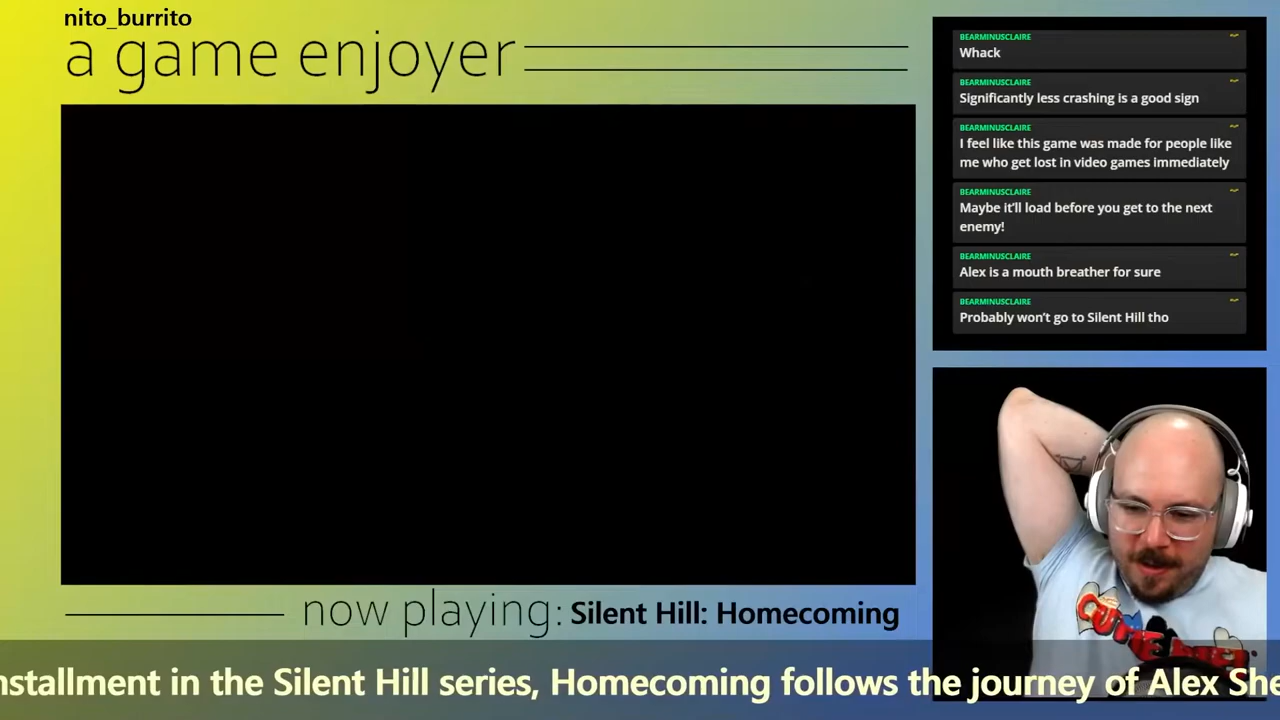 nito_burrito
a game enjoyer
BEARMINUSCLAIRE
Whack
BEARMINUSCLAIRE
Significantly less crashing is a good sign
BEARMINUSCLAIRE
I feel like this game was made for people like
me who get lost in video games immediately
BEARMINUSCLAIRE
Maybe it'll load before you get to the next
enemy!
BEARMINUSCLAIRE
Alex is a mouth breather for sure
BEARMINUSCLAIRE
Probably won't go to Silent Hill tho
now playing: Silent Hill: Homecoming
nstallment in the Silent Hill series, Homecoming follows the journey of Alex She